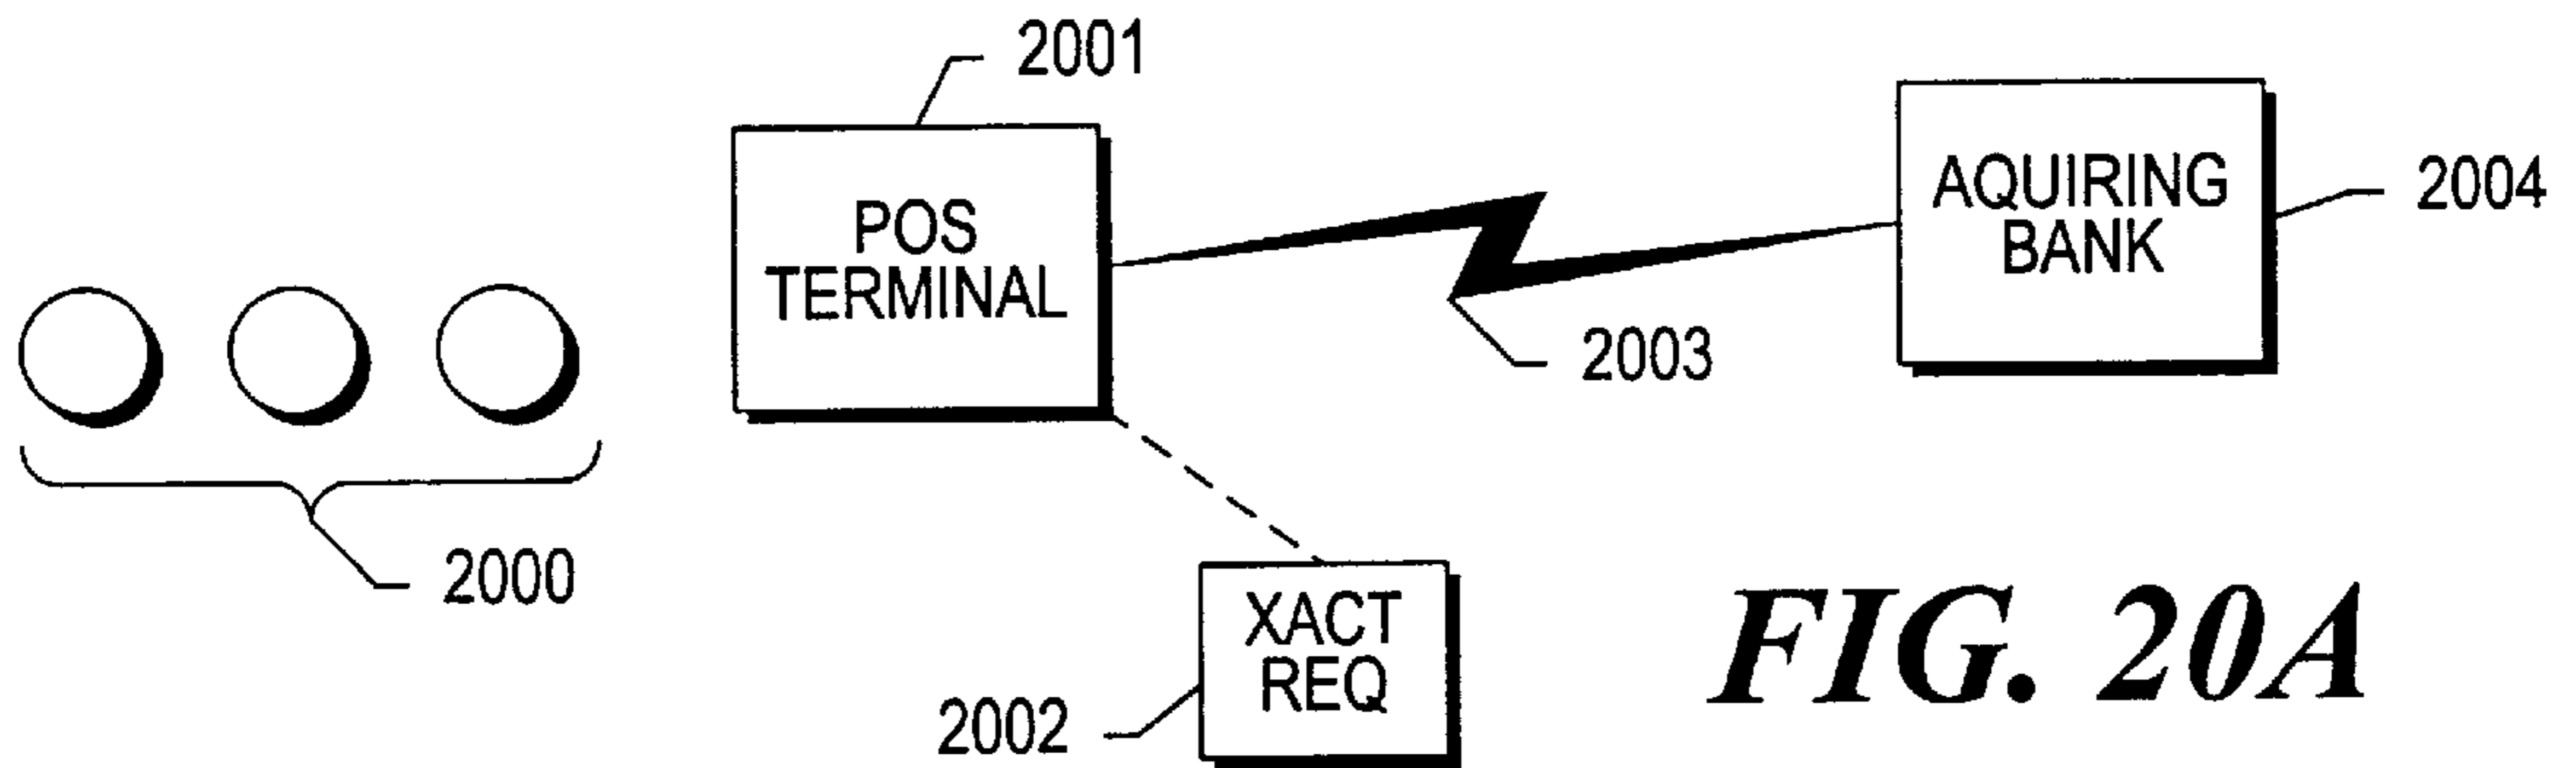 2001
POS
TERMINAL
AQUIRING
BANK
2004
2003
2000
XACT
REQ
2002
FIG. 20A